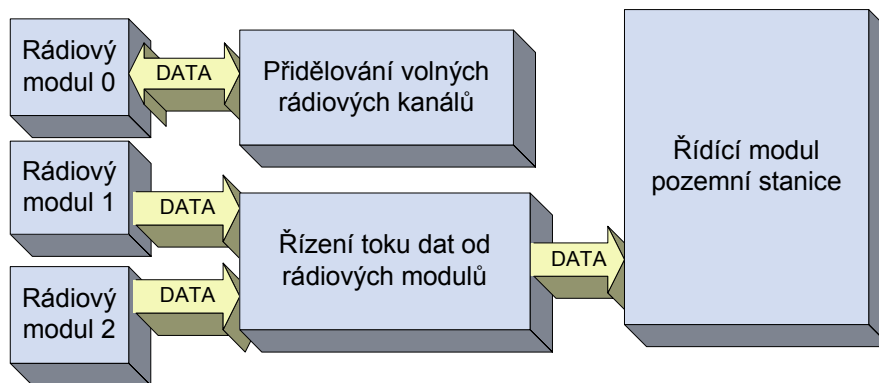 Rádiový
modul 0
DATA
Přidělování volných
rádiových kanálů
Rádiový
modul 1
DATA
Řízení toku dat od
rádiových modulů
DATA
Řídící modul
pozemní stanice
Rádiový
modul 2
DATA